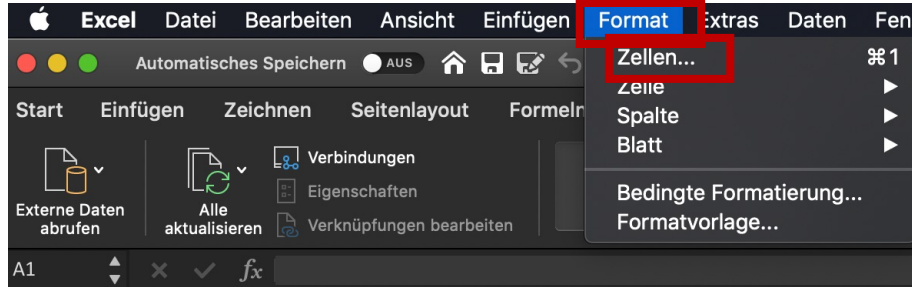 Excel Datei Bearbeiten Ansicht Einfügen Format Extras Daten Fen
Automatisches Speichern AUS
Zellen... ⌘1
Zeile
Spalte
Blatt
Bedingte Formatierung...
Formatvorlage...
Start Einfügen Zeichnen Seitenlayout Formeln
Externe Daten
abrufen
Alle
aktualisieren
Verbindungen
Eigenschaften
Verknüpfungen bearbeiten
A1 fx